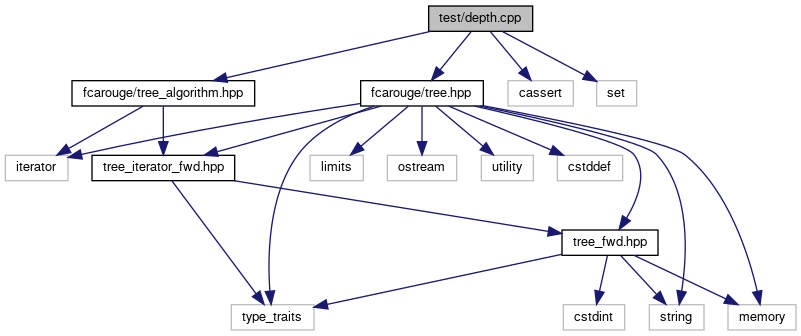 test/depth.cpp
fcarouge/tree_algorithm.hpp
fcarouge/tree.hpp
cassert
set
iterator
tree_iterator_fwd.hpp
limits
ostream
utility
cstddef
tree_fwd.hpp
type_traits
cstdint
string
memory